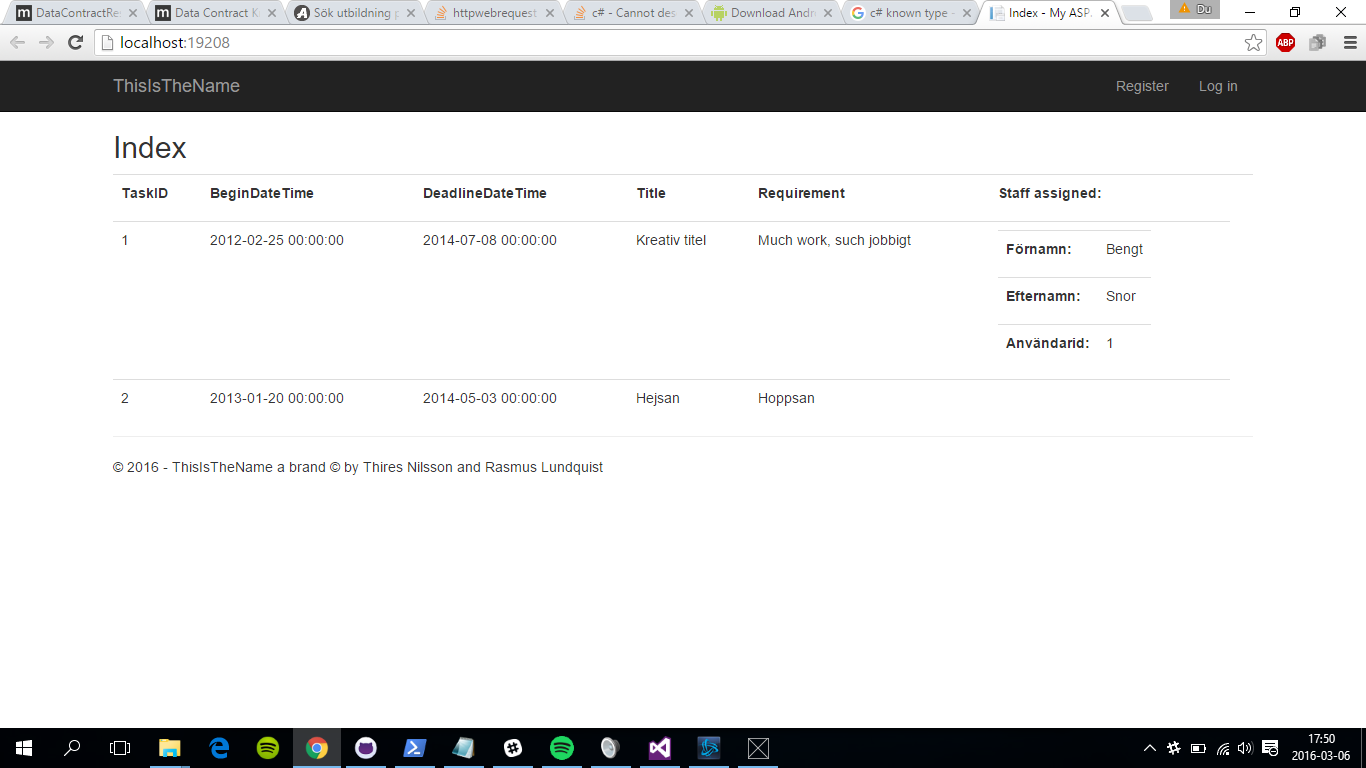 DataContractRes
Data Contract K
Sök utbildning p
httpwebrequest
c# - Cannot des
Download Andr
c# known type -
Index - My ASP.
Du
localhost:19208
ABP
ThisIsTheName
Register
Log in
Index
TaskID BeginDateTime DeadlineDateTime Title Requirement Staff assigned:
1 2012-02-25 00:00:00 2014-07-08 00:00:00 Kreativ titel Much work, such jobbigt
Förnamn: Bengt
Efternamn: Snor
Användarid: 1
2 2013-01-20 00:00:00 2014-05-03 00:00:00 Hejsan Hoppsan
© 2016 - ThisIsTheName a brand © by Thires Nilsson and Rasmus Lundquist
17:50
2016-03-06